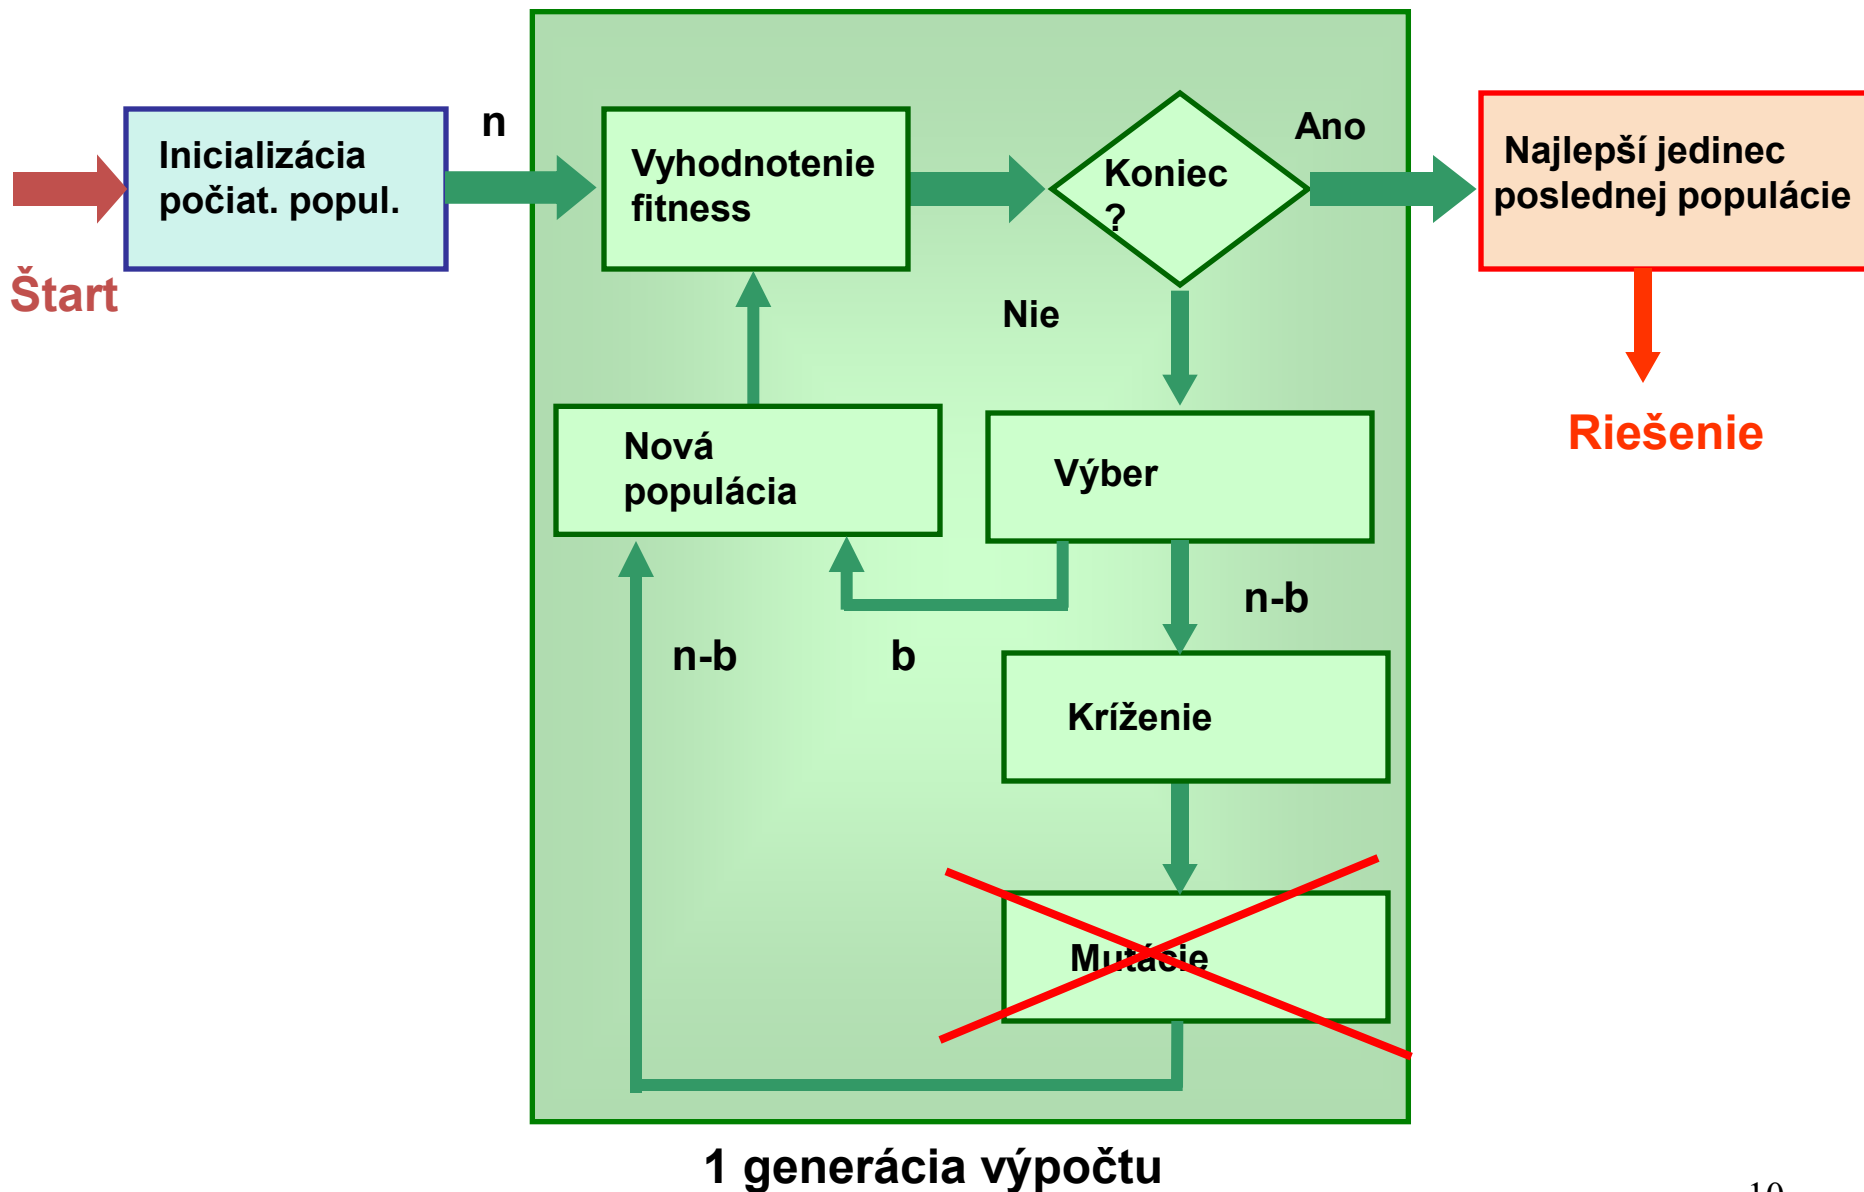 Štart
Inicializácia
počiat. popul.
n
Vyhodnotenie
fitness
Koniec
?
Ano
Najlepší jedinec
poslednej populácie
Riešenie
Nie
Nová
populácia
Výber
n-b
b
n-b
Kríženie
Mutácie
1 generácia výpočtu
10